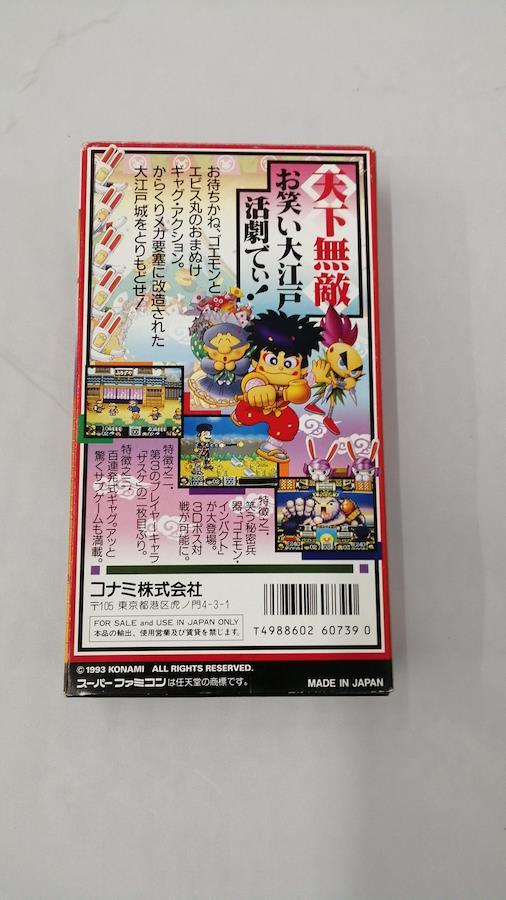 天下無敵
お笑い大江戸
活劇でぃ!
お待ちかね、ゴエモンと
エビス丸のおまぬけ
ギャグ・アクション。
からくりメカ要塞に改造された
大江戸城をとりもどせ!
特徴之一・
笑う秘密兵
器、「ゴエモン・
インパクト」
が大登場。
3Dボス対
戦が可能に。
特徴之二・
第3のプレイヤーキャラ
「サスケ」の二枚目ぶり。
特徴之三・
百連発ギャグ。アッと
驚くサブゲームも満載。
コナミ株式会社
〒105 東京都港区虎ノ門4-3-1
FOR SALE and USE IN JAPAN ONLY
本品の輸出、使用営業及び賃貸を禁じます。
T4988602 60739 0
© 1993 KONAMI ALL RIGHTS RESERVED.
スーパーファミコンは任天堂の商標です。
MADE IN JAPAN